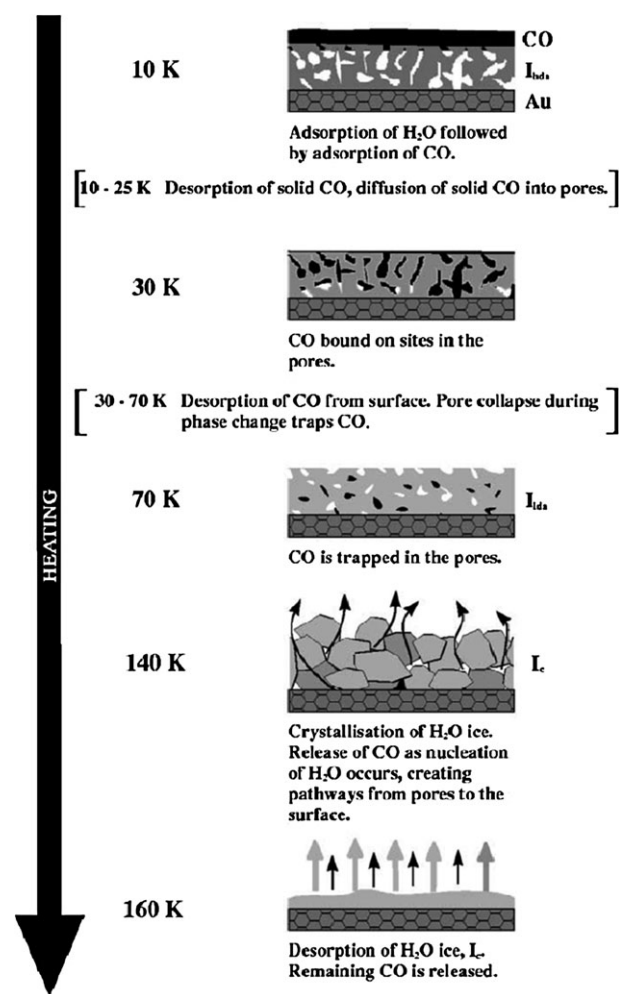 10 K
CO
Ihda
Au
Adsorption of H₂O followed
by adsorption of CO.
10 - 25 K Desorption of solid CO, diffusion of solid CO into pores.
30 K
CO bound on sites in the
pores.
30 - 70 K Desorption of CO from surface. Pore collapse during
phase change traps CO.
HEATING
70 K
Ilda
CO is trapped in the pores.
140 K
Ic
Crystallisation of H₂O ice.
Release of CO as nucleation
of H₂O occurs, creating
pathways from pores to the
surface.
160 K
Desorption of H₂O ice, Ic.
Remaining CO is released.